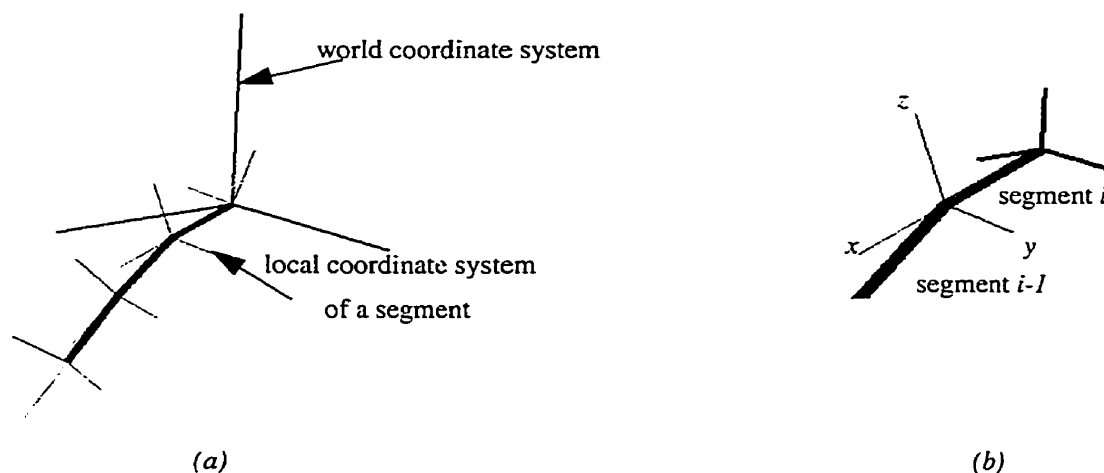 world coordinate system
z
segment i
local coordinate system
of a segment
x
y
segment i-1
(a)
(b)